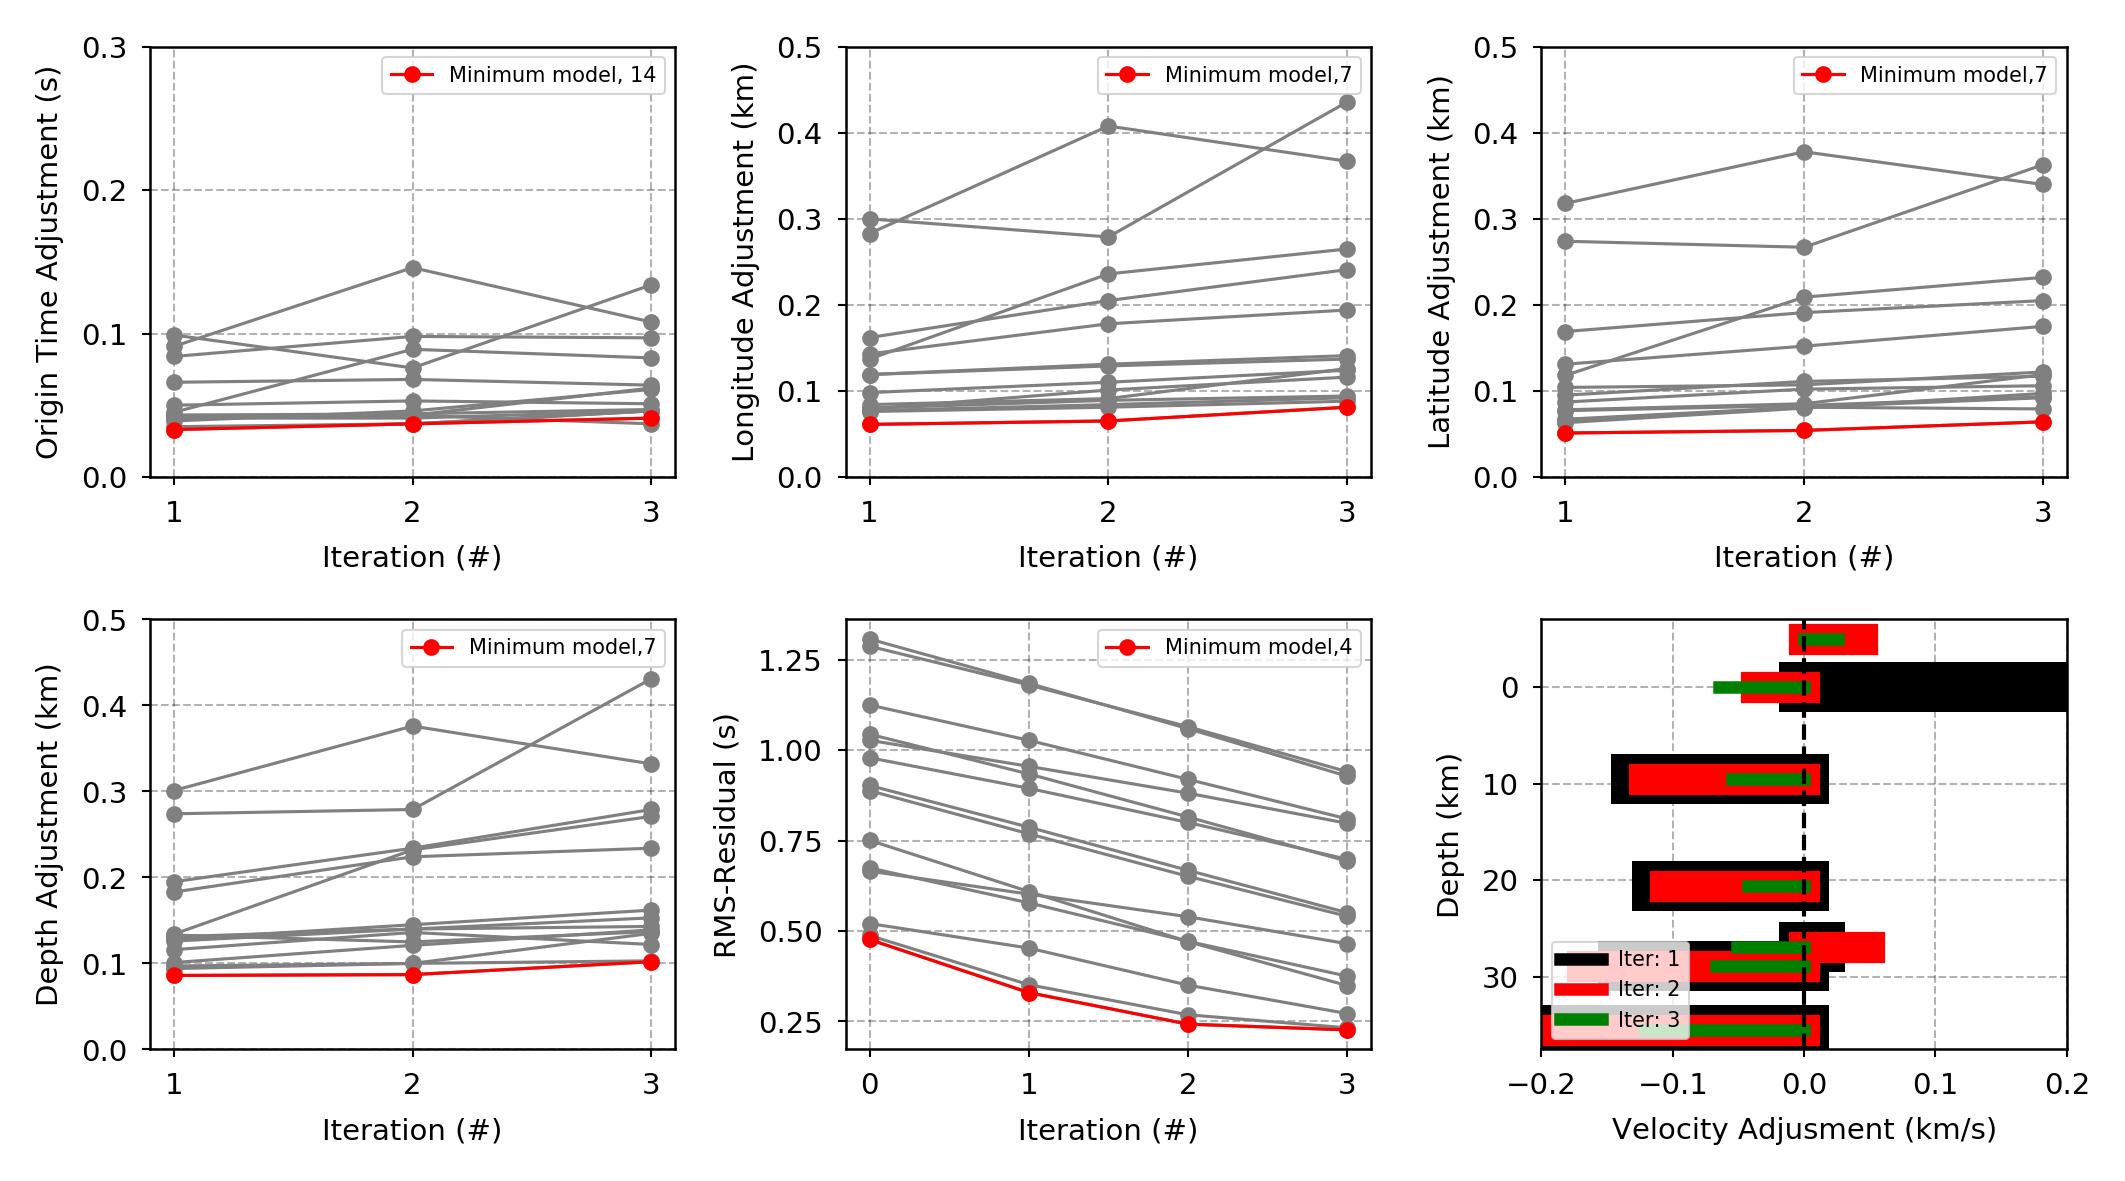 Origin Time Adjustment (s)
0.3
0.2
0.1
0.0
Minimum model, 14
1 2 3
Iteration (#)
Longitude Adjustment (km)
0.5
0.4
0.3
0.2
0.1
0.0
Minimum model,7
1 2 3
Iteration (#)
Latitude Adjustment (km)
0.5
0.4
0.3
0.2
0.1
0.0
Minimum model,7
1 2 3
Iteration (#)
Depth Adjustment (km)
0.5
0.4
0.3
0.2
0.1
0.0
Minimum model,7
1 2 3
Iteration (#)
RMS-Residual (s)
1.25
1.00
0.75
0.50
0.25
Minimum model,4
0 1 2 3
Iteration (#)
Depth (km)
0
10
20
30
Iter: 1
Iter: 2
Iter: 3
−0.2 −0.1 0.0 0.1 0.2
Velocity Adjusment (km/s)